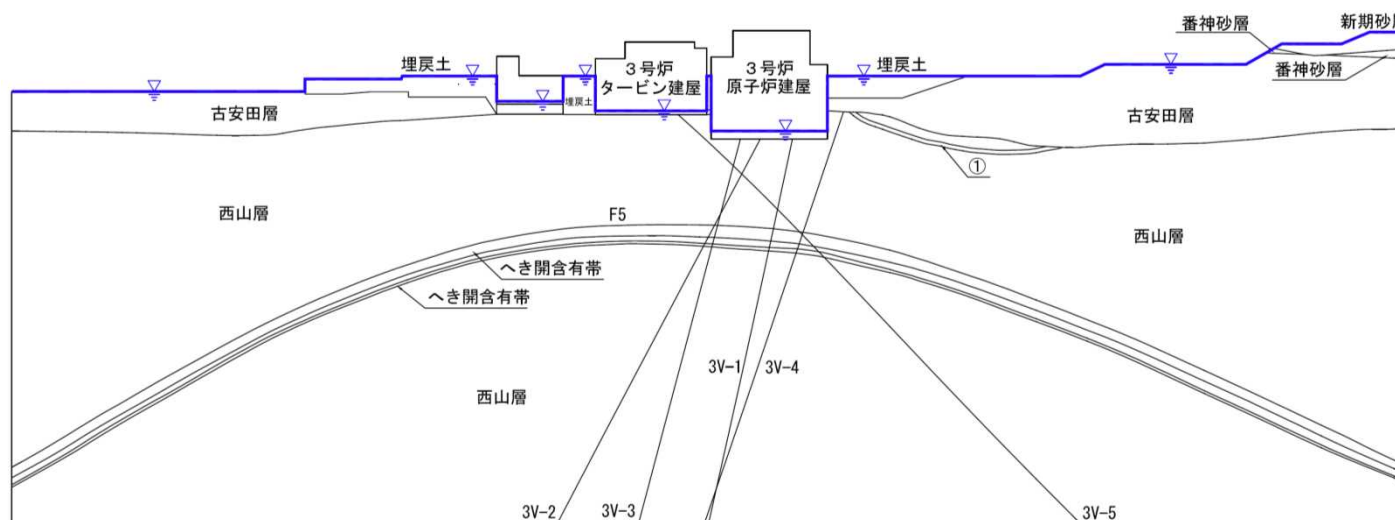 番神砂層
新期砂層
埋戻土
3号炉
タービン建屋
3号炉
原子炉建屋
埋戻土
番神砂層
埋戻土
古安田層
古安田層
①
西山層
F5
西山層
へき開含有帯
へき開含有帯
3V-1
3V-4
西山層
3V-2
3V-3
3V-5